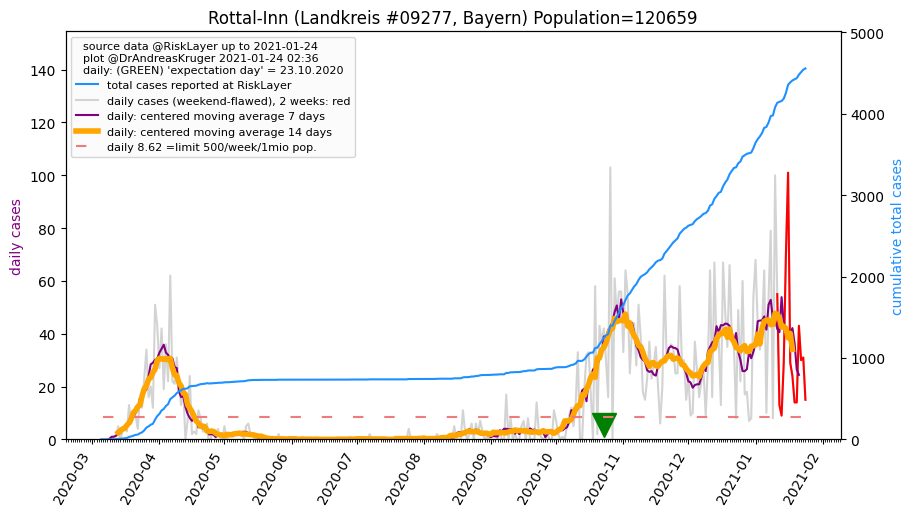 Rottal-Inn (Landkreis #09277, Bayern) Population=120659
source data @RiskLayer up to 2021-01-24
plot @DrAndreasKruger 2021-01-24 02:36
daily: (GREEN) 'expectation day' = 23.10.2020
total cases reported at RiskLayer
daily cases (weekend-flawed), 2 weeks: red
daily: centered moving average 7 days
daily: centered moving average 14 days
daily 8.62 =limit 500/week/1mio pop.
daily cases
140
120
100
80
60
40
20
0
cumulative total cases
5000
4000
3000
2000
1000
0
2020-03
2020-04
2020-05
2020-06
2020-07
2020-08
2020-09
2020-10
2020-11
2020-12
2021-01
2021-02